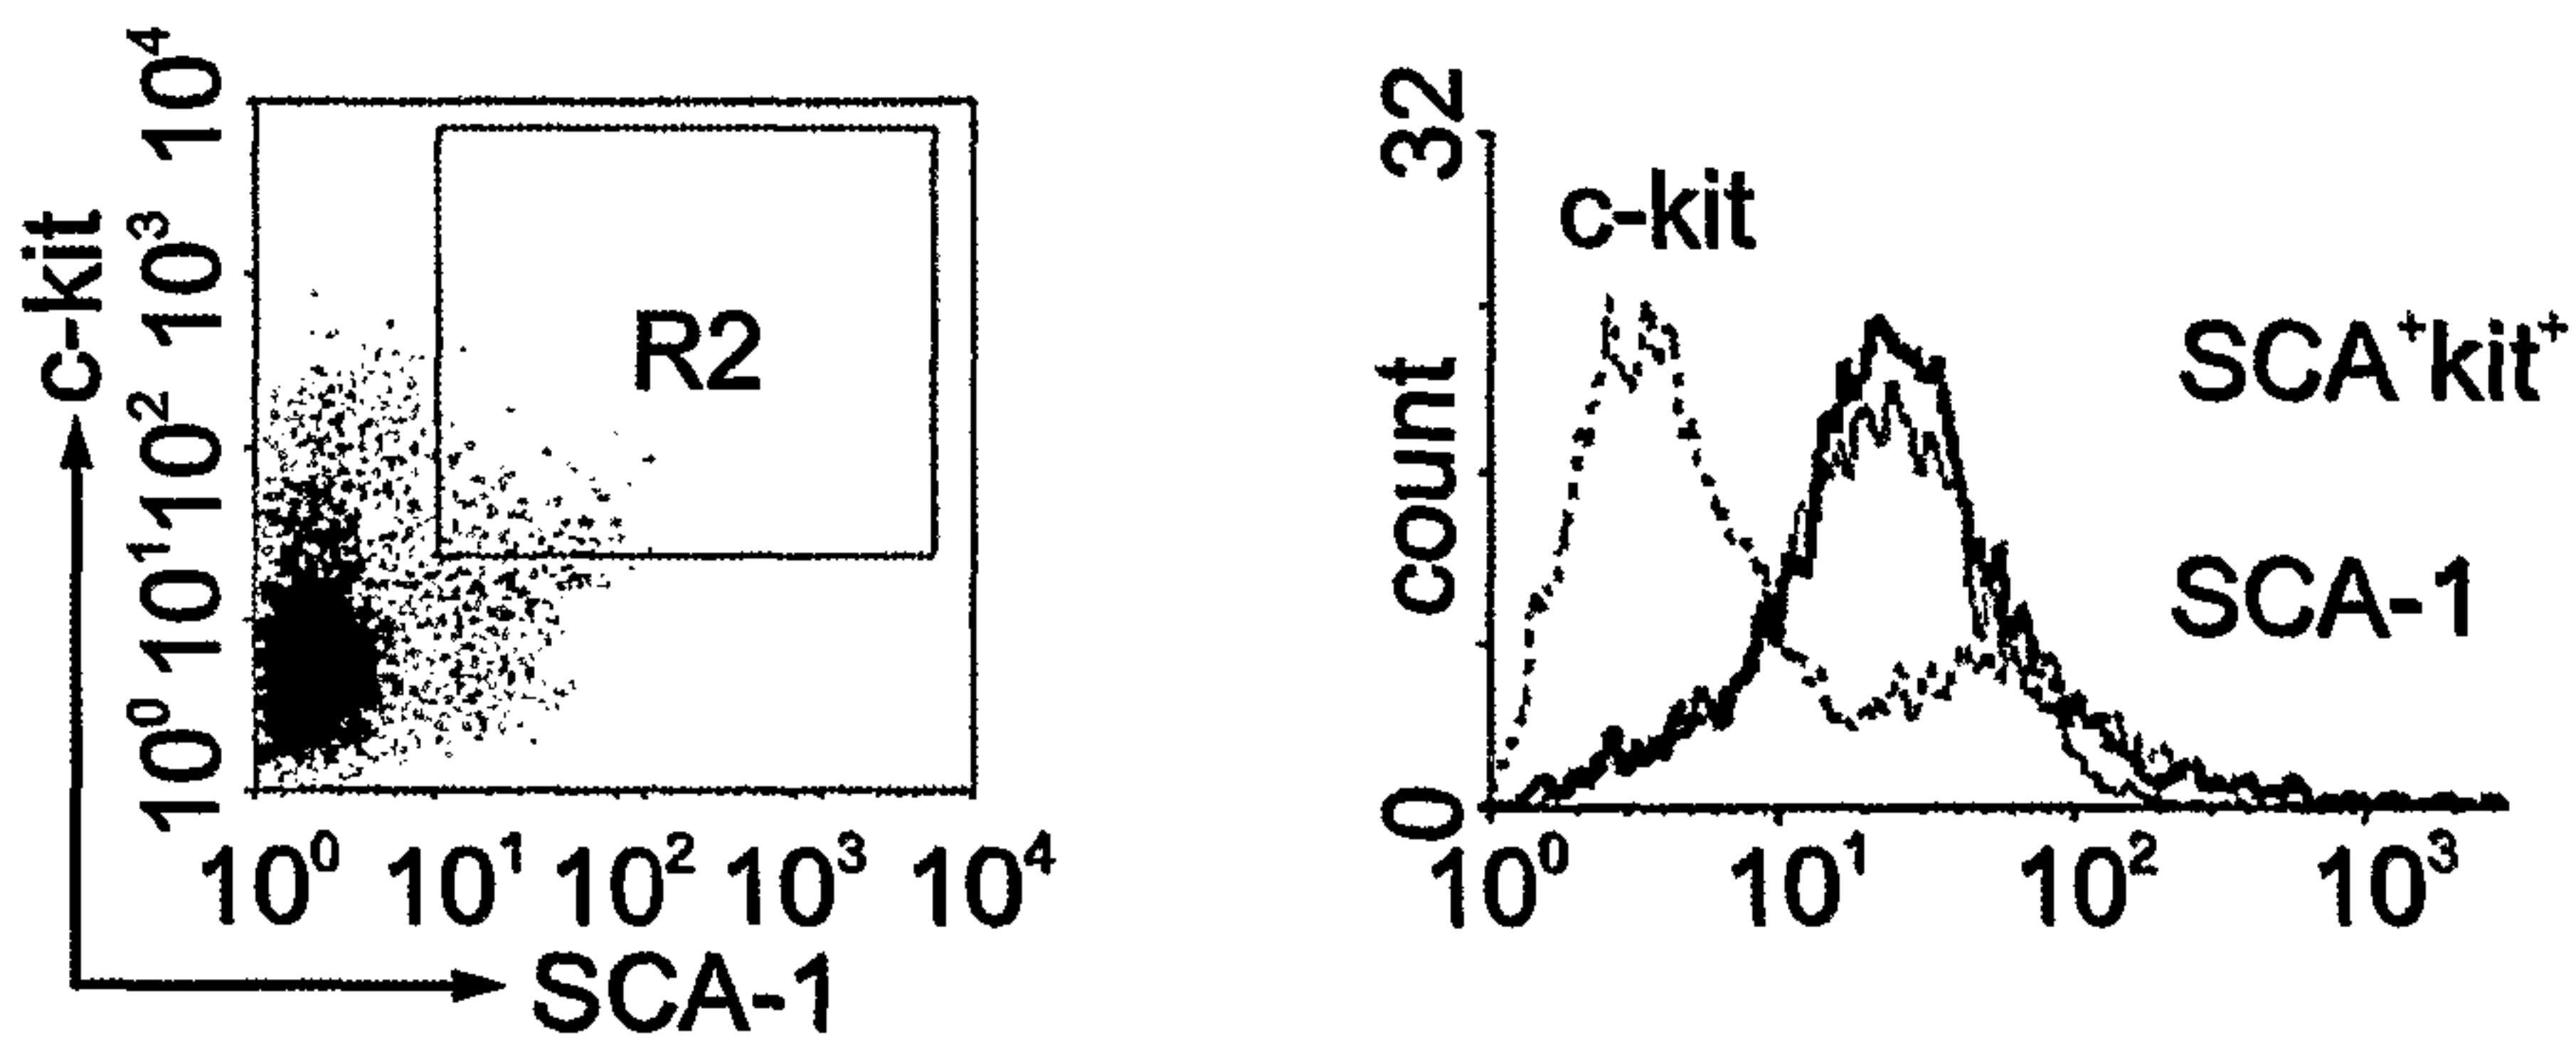 c-kit
10⁴
10³
10²
10¹
10⁰
R2
10⁰ 10¹ 10² 10³ 10⁴
SCA-1
32
count
0
c-kit
SCA⁺kit⁺
SCA-1
10⁰ 10¹ 10² 10³